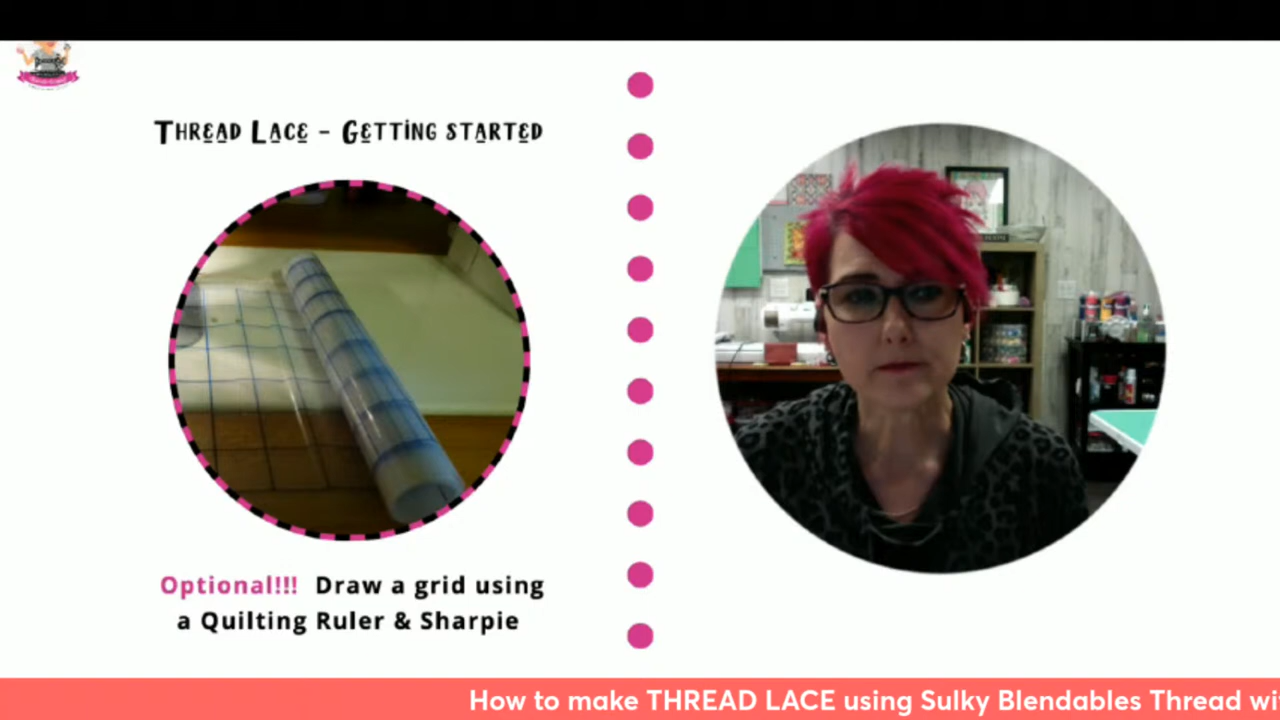 Thread Lace – Getting started
Optional!!! Draw a grid using
a Quilting Ruler & Sharpie
How to make THREAD LACE using Sulky Blendables Thread